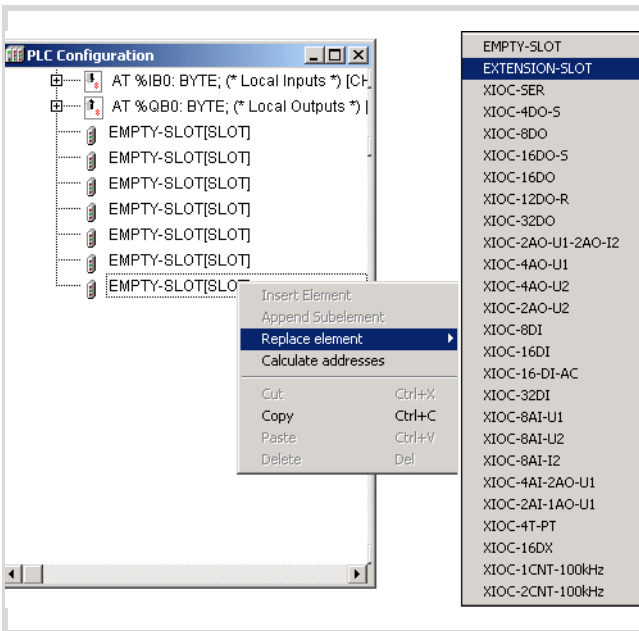 PLC Configuration
AT %IB0: BYTE; (* Local Inputs *) [CH
AT %QB0: BYTE; (* Local Outputs *) [
EMPTY-SLOT[SLOT]
EMPTY-SLOT[SLOT]
EMPTY-SLOT[SLOT]
EMPTY-SLOT[SLOT]
EMPTY-SLOT[SLOT]
EMPTY-SLOT[SLOT]
EMPTY-SLOT[SLOT]
Insert Element
Append Subelement
Replace element
Calculate addresses
Cut Ctrl+X
Copy Ctrl+C
Paste Ctrl+V
Delete Del
EMPTY-SLOT
EXTENSION-SLOT
XIOC-SER
XIOC-4DO-S
XIOC-8DO
XIOC-16DO-S
XIOC-16DO
XIOC-12DO-R
XIOC-32DO
XIOC-2AO-U1-2AO-I2
XIOC-4AO-U1
XIOC-4AO-U2
XIOC-2AO-U2
XIOC-8DI
XIOC-16DI
XIOC-16-DI-AC
XIOC-32DI
XIOC-8AI-U1
XIOC-8AI-U2
XIOC-8AI-I2
XIOC-4AI-2AO-U1
XIOC-2AI-1AO-U1
XIOC-4T-PT
XIOC-16DX
XIOC-1CNT-100kHz
XIOC-2CNT-100kHz